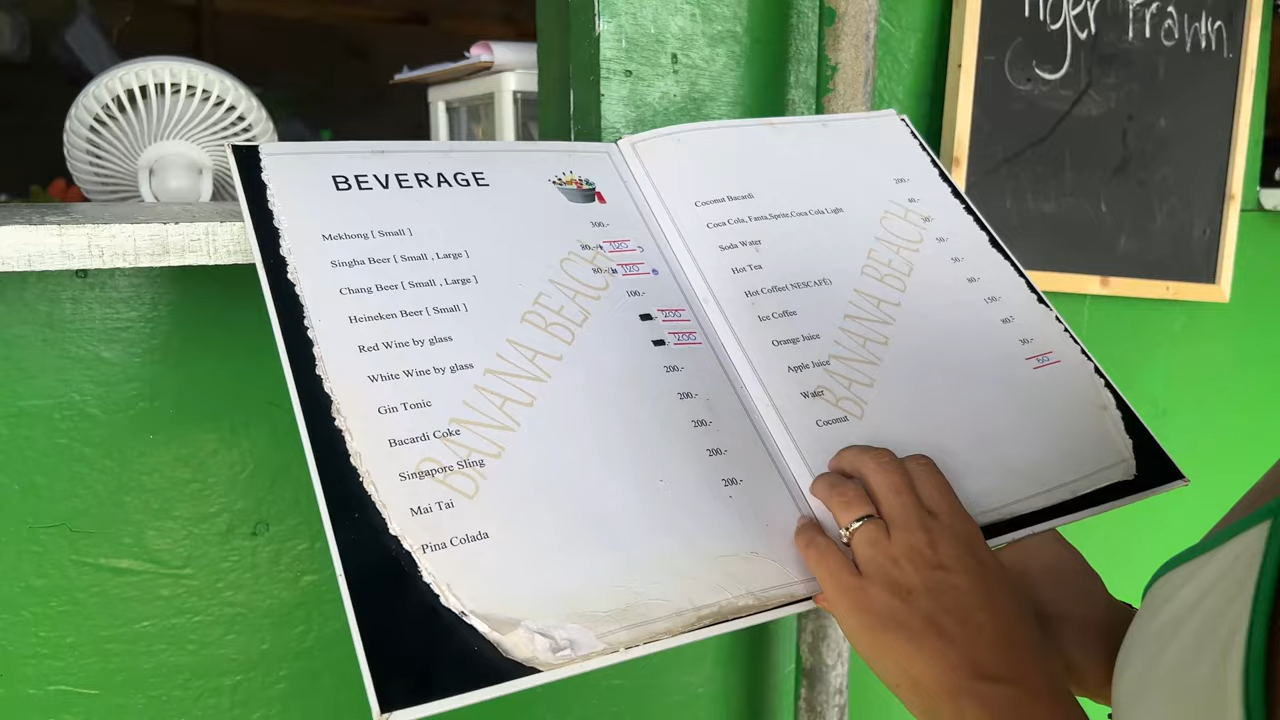 Tiger Prawn.
BEVERAGE
Mekhong [ Small ] 300.-
Singha Beer [ Small , Large ] 80.-/ 120
Chang Beer [ Small , Large ] 80.-/ 120
Heineken Beer [ Small ] 100.-
Red Wine by glass 200
White Wine by glass 200
Gin Tonic 200.-
Bacardi Coke 200.-
Singapore Sling 200.-
Mai Tai 200.-
Pina Colada 200.-
BANANA BEACH
Coconut Bacardi 200.-
Coca Cola, Fanta,Sprite,Coca Cola Light 40.-
Soda Water
Hot Tea 50.-
Hot Coffee( NESCAFÉ) 50.-
Ice Coffee
Orange Juice 150.-
Apple Juice 80.-
Water 30.-
Coconut 80
BANANA BEACH